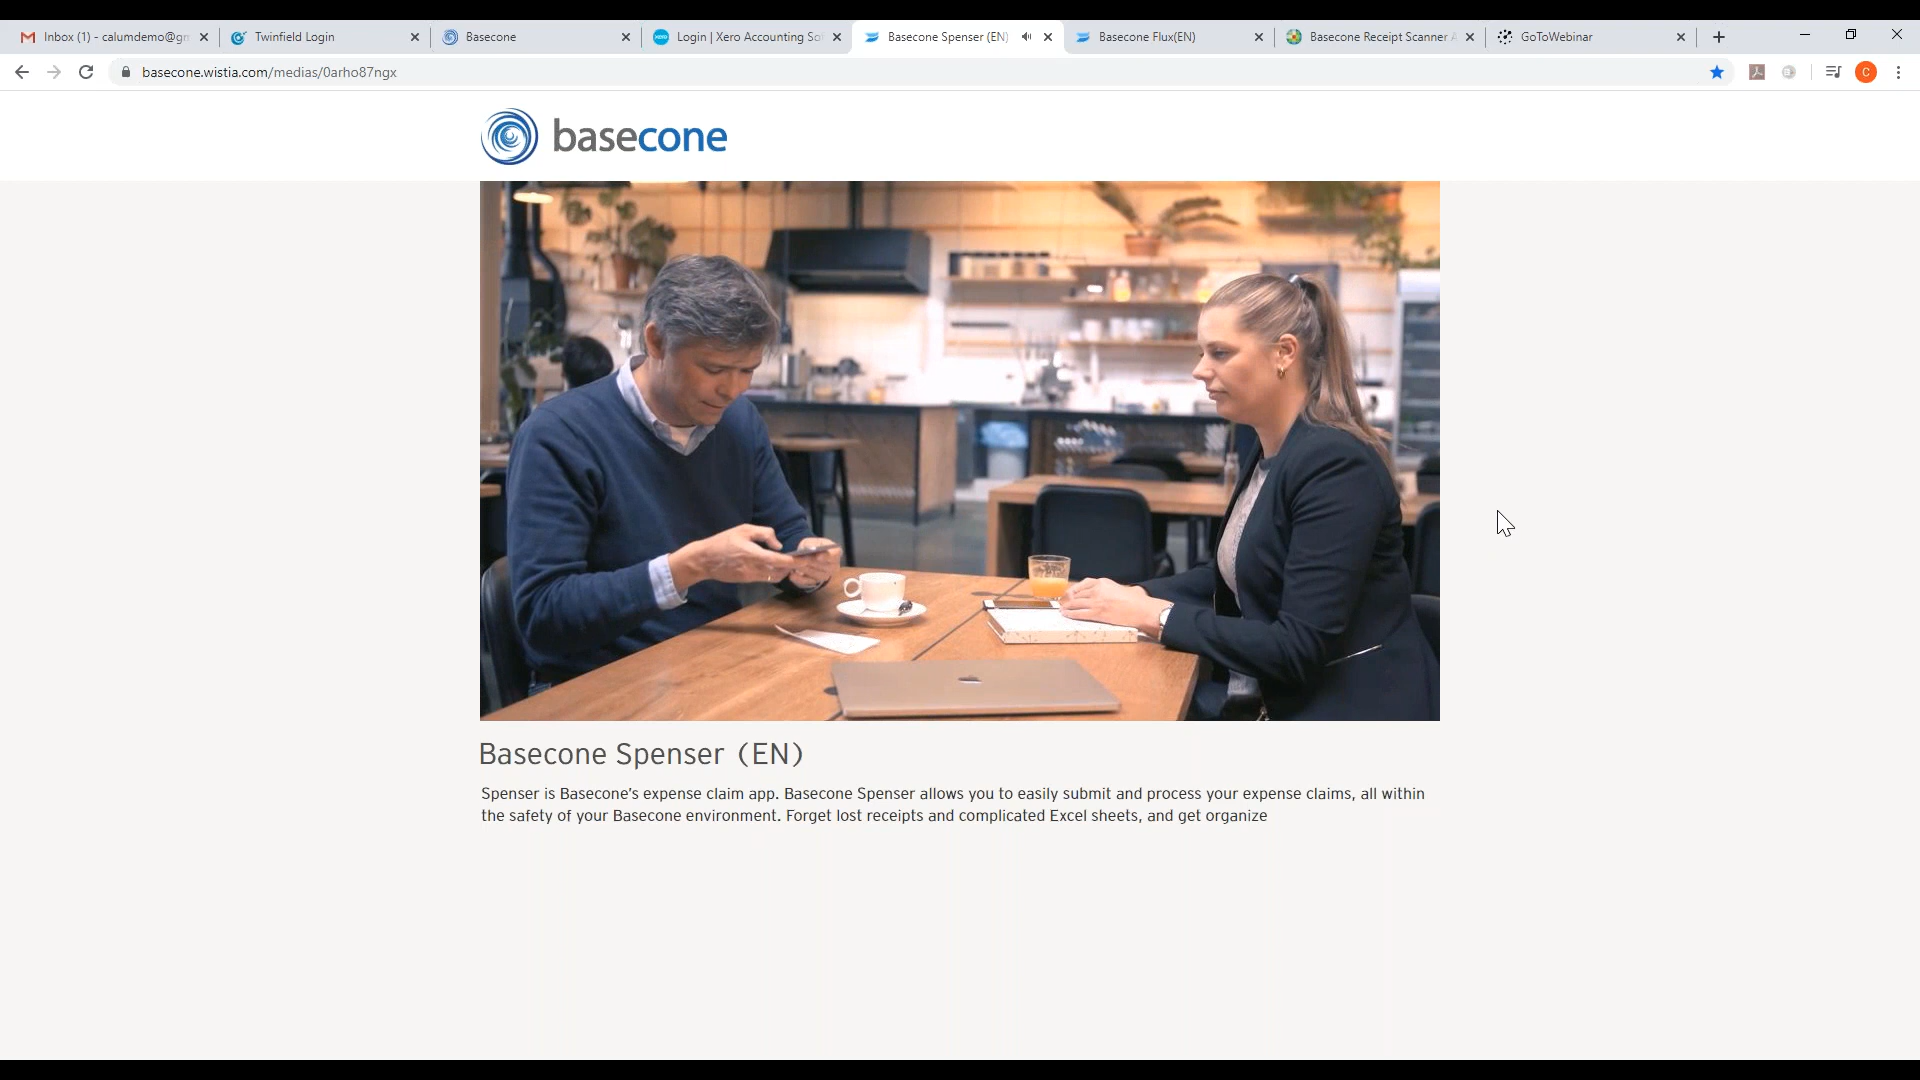 Inbox (1) - calumdemo@gm
Twinfield Login
Basecone
Login | Xero Accounting So
Basecone Spenser (EN)
Basecone Flux(EN)
Basecone Receipt Scanner A
GoToWebinar
basecone.wistia.com/medias/0arho87ngx
C
basecone
Basecone Spenser (EN)
Spenser is Basecone's expense claim app. Basecone Spenser allows you to easily submit and process your expense claims, all within
the safety of your Basecone environment. Forget lost receipts and complicated Excel sheets, and get organize